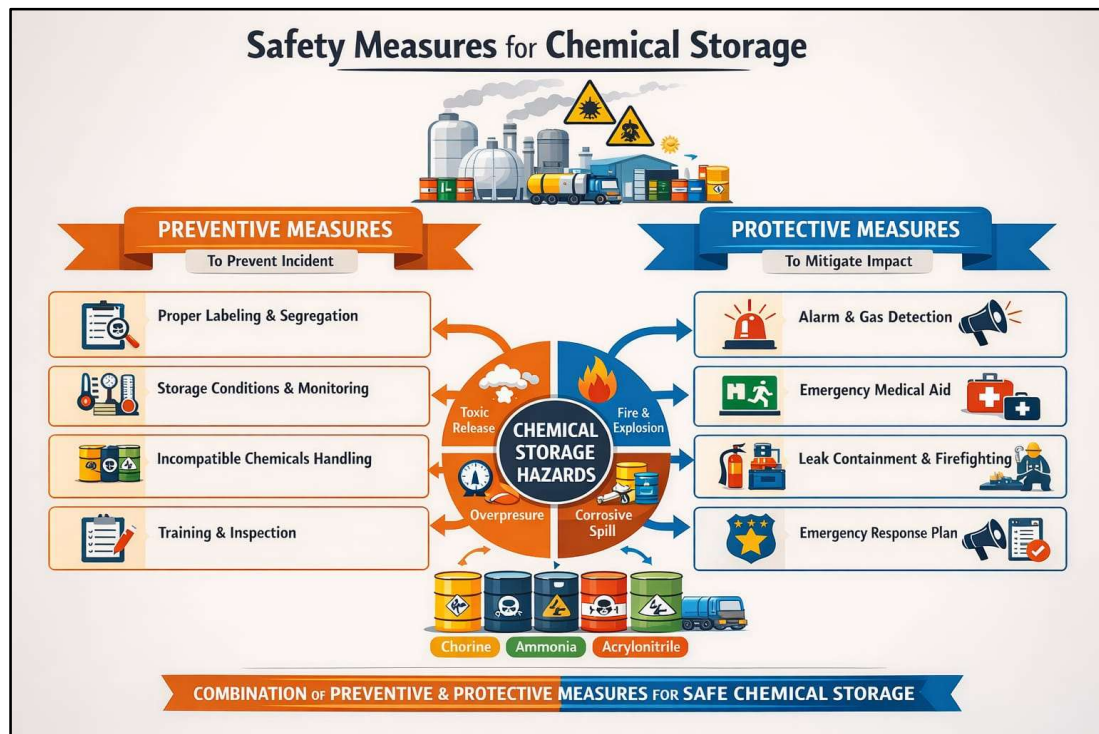 Safety Measures for Chemical Storage
PREVENTIVE MEASURES
To Prevent Incident
Proper Labeling & Segregation
Storage Conditions & Monitoring
Incompatible Chemicals Handling
Training & Inspection
PROTECTIVE MEASURES
To Mitigate Impact
Alarm & Gas Detection
H
Emergency Medical Aid
Leak Containment & Firefighting
Emergency Response Plan
Toxic
Release
Fire &
Explosion
CHEMICAL
STORAGE
HAZARDS
Overpresure
Corrosive
Spill
Chorine
Ammonia
Acrylonitrile
COMBINATION OF PREVENTIVE & PROTECTIVE MEASURES FOR SAFE CHEMICAL STORAGE